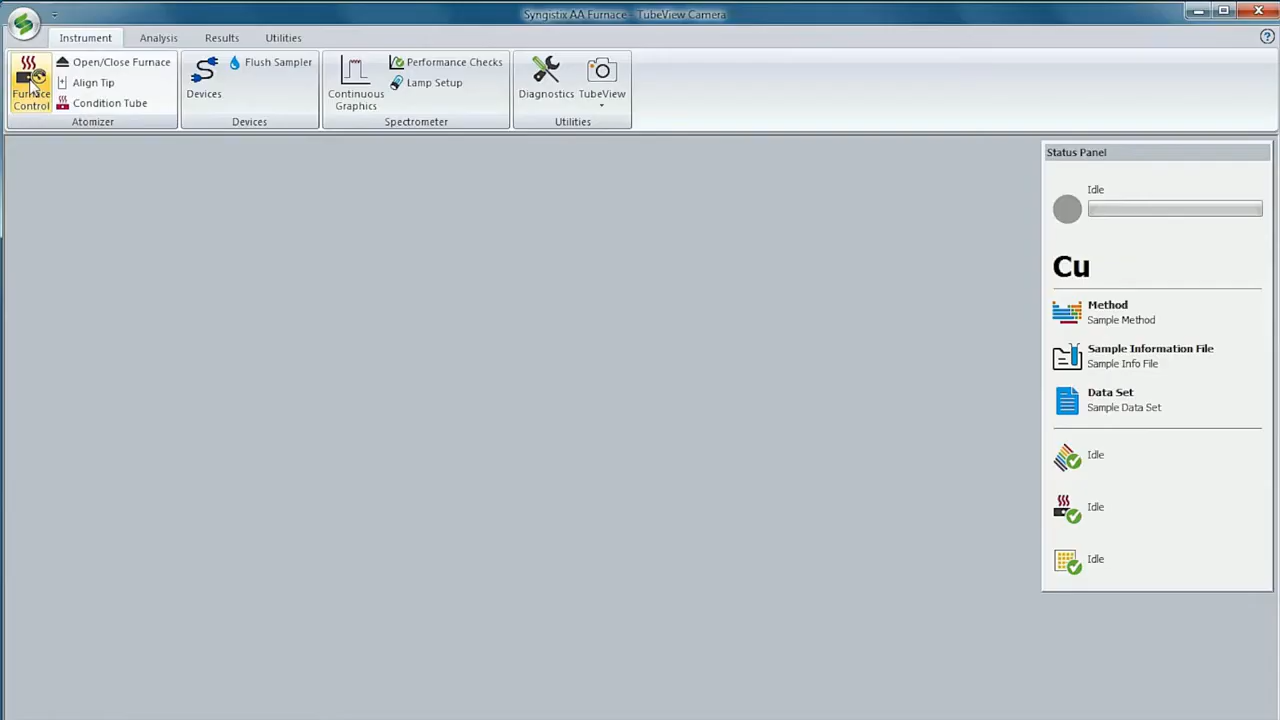 Syngistix AA Furnace - TubeView Camera
Instrument
Analysis
Results
Utilities
Furnace
Control
Open/Close Furnace
Align Tip
Condition Tube
Atomizer
Devices
Flush Sampler
Devices
Continuous
Graphics
Performance Checks
Lamp Setup
Spectrometer
Diagnostics
TubeView
Utilities
Status Panel
Idle
Cu
Method
Sample Method
Sample Information File
Sample Info File
Data Set
Sample Data Set
Idle
Idle
Idle